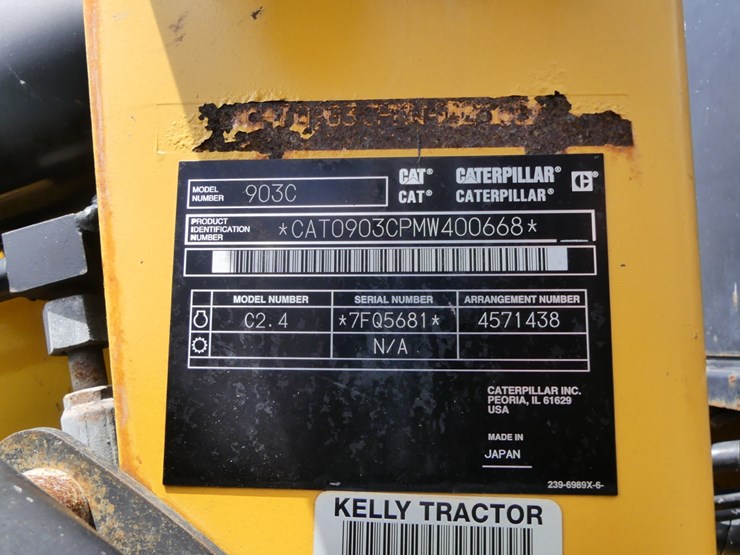 CAT® CATERPILLAR®
CAT® CATERPILLAR®
MODEL NUMBER 903C
PRODUCT IDENTIFICATION NUMBER *CAT0903CPMW400668*
MODEL NUMBER SERIAL NUMBER ARRANGEMENT NUMBER
C2.4 *7FQ5681* 4571438
N/A
CATERPILLAR INC.
PEORIA, IL 61629
USA
MADE IN
JAPAN
239-6989X-6-
KELLY TRACTOR